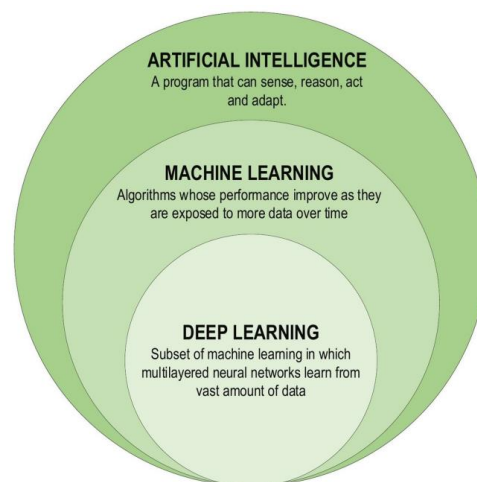 ARTIFICIAL INTELLIGENCE
A program that can sense, reason, act
and adapt.
MACHINE LEARNING
Algorithms whose performance improve as they
are exposed to more data over time
DEEP LEARNING
Subset of machine learning in which
multilayered neural networks learn from
vast amount of data